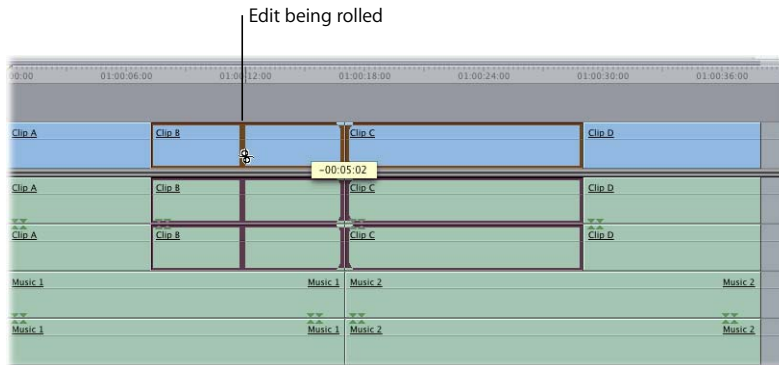 Edit being rolled
00:00 01:00:06:00 01:00:12:00 01:00:18:00 01:00:24:00 01:00:30:00 01:00:36:00
Clip A Clip B Clip C Clip D
-00:05:02
Clip A Clip B Clip C Clip D
Clip A Clip B Clip C Clip D
Music 1 Music 1 Music 2 Music 2
Music 1 Music 1 Music 2 Music 2